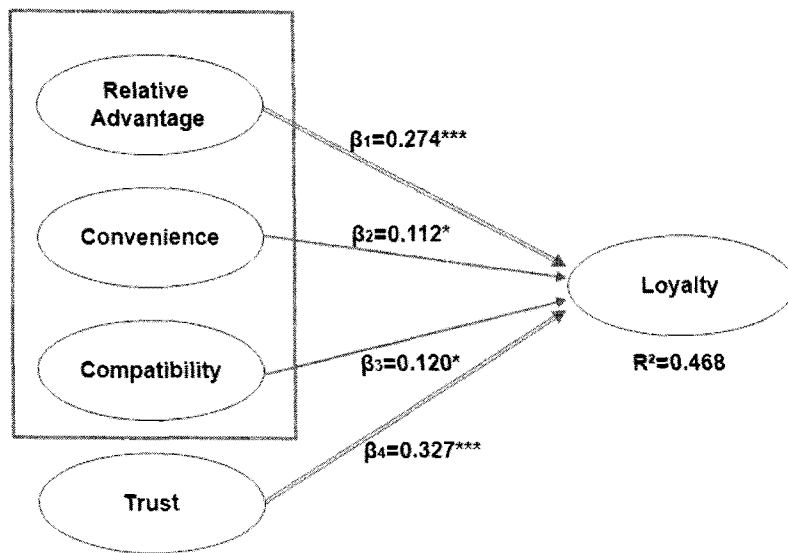 Relative
Advantage
β₁=0.274***
Convenience
β₂=0.112*
Loyalty
Compatibility
β₃=0.120*
R²=0.468
β₄=0.327***
Trust